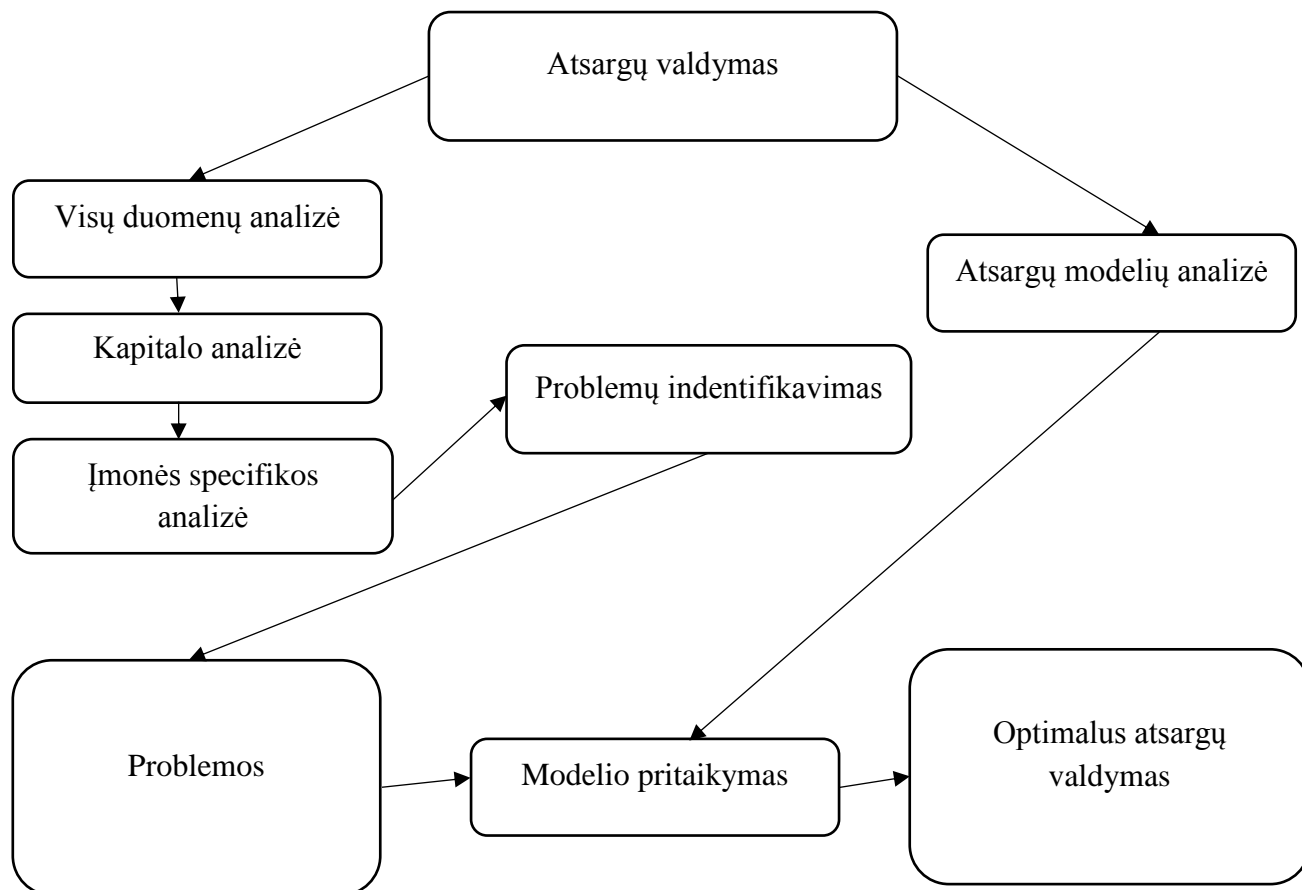 Atsargų valdymas
Visų duomenų analizė
Atsargų modelių analizė
Kapitalo analizė
Problemų indentifikavimas
Įmonės specifikos
analizė
Problemos
Modelio pritaikymas
Optimalus atsargų
valdymas